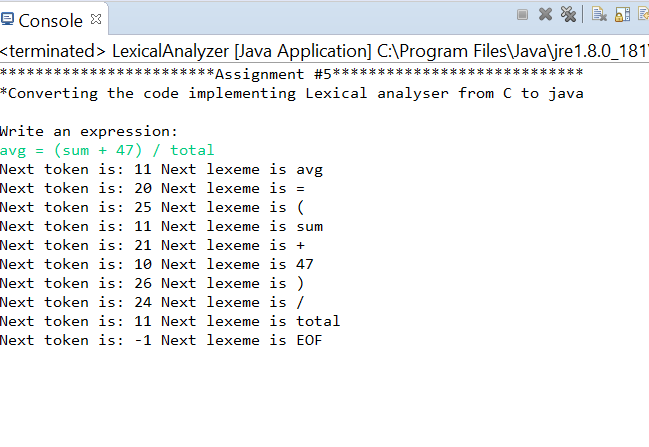 Console
<terminated> LexicalAnalyzer [Java Application] C:\Program Files\Java\jre1.8.0_181\
************************Assignment #5****************************
*Converting the code implementing Lexical analyser from C to java
Write an expression:
avg = (sum + 47) / total
Next token is: 11 Next lexeme is avg
Next token is: 20 Next lexeme is =
Next token is: 25 Next lexeme is (
Next token is: 11 Next lexeme is sum
Next token is: 21 Next lexeme is +
Next token is: 10 Next lexeme is 47
Next token is: 26 Next lexeme is )
Next token is: 24 Next lexeme is /
Next token is: 11 Next lexeme is total
Next token is: -1 Next lexeme is EOF